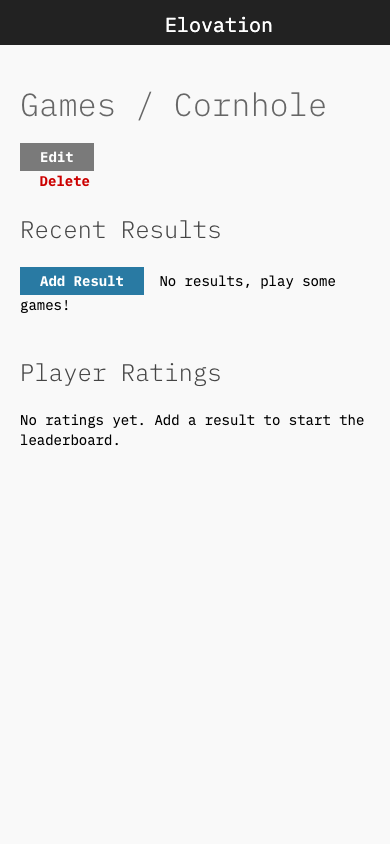 Elovation
Games / Cornhole
Edit
Delete
Recent Results
Add Result No results, play some
games!
Player Ratings
No ratings yet. Add a result to start the
leaderboard.